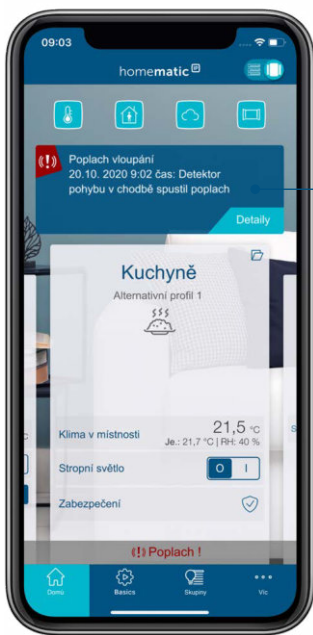 09:03
homematic IP
Poplach vloupání
20.10. 2020 9:02 čas: Detektor
pohybu v chodbě spustil poplach
Detaily
Kuchyně
Alternativní profil 1
Klima v místnosti
21,5 °C
Je.: 21,7 °C | RH: 40 %
Stropní světlo
O I
Zabezpečení
((!)) Poplach !
Domů
Basics
Skupiny
Víc